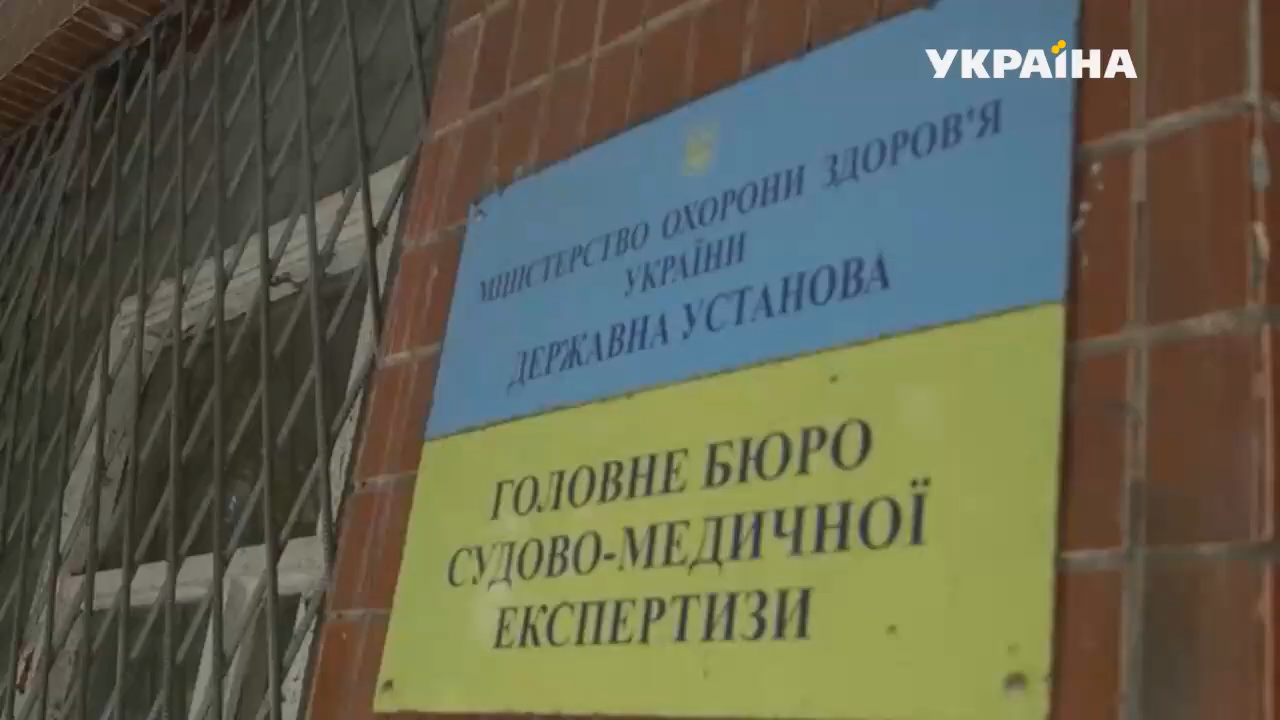 УКРАЇНА
МІНІСТЕРСТВО ОХОРОНИ ЗДОРОВ'Я
УКРАЇНИ
ДЕРЖАВНА УСТАНОВА
ГОЛОВНЕ БЮРО
СУДОВО-МЕДИЧНОЇ
ЕКСПЕРТИЗИ